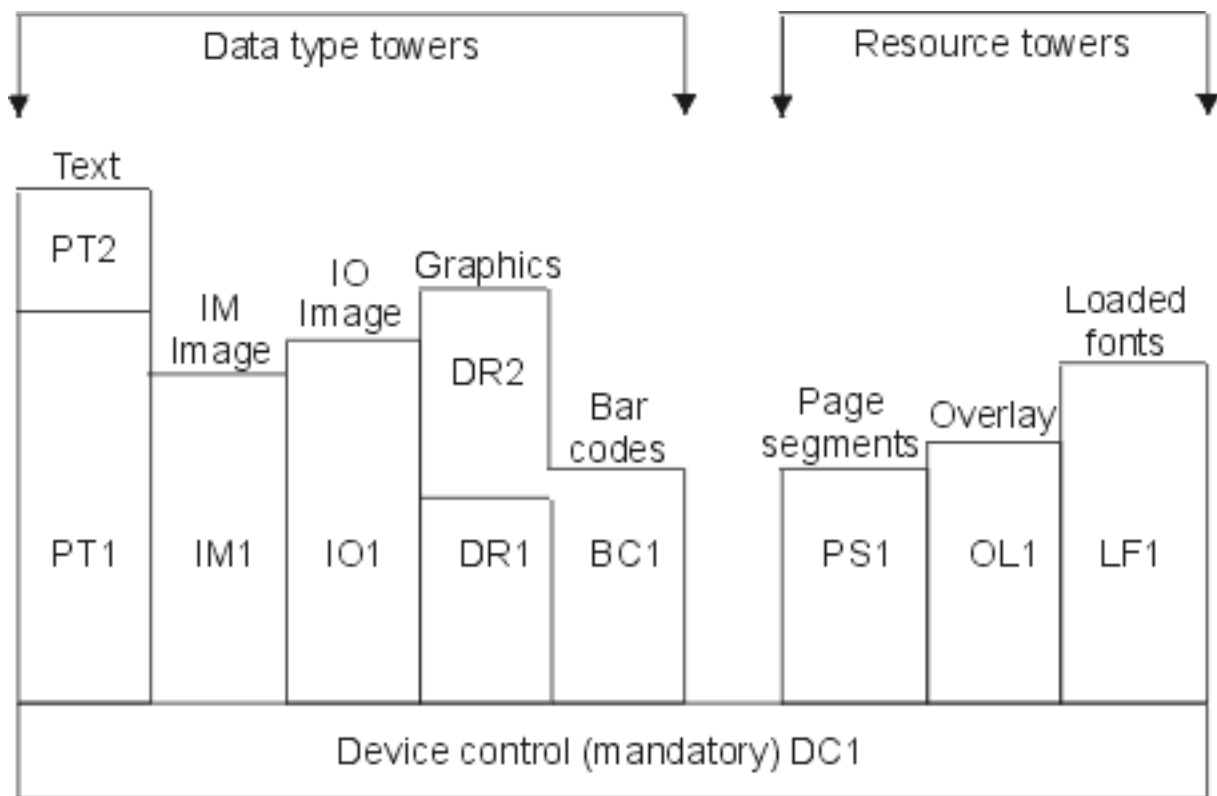 Data type towers
Resource towers
Text
PT2
IO
Image
Graphics
IM
Image
Loaded
fonts
DR2
Bar
codes
Page
segments
Overlay
PT1
IM1
IO1
DR1
BC1
PS1
OL1
LF1
Device control (mandatory) DC1